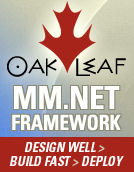 OAK LEAF
MM.NET
FRAMEWORK
DESIGN WELL >
BUILD FAST > DEPLOY